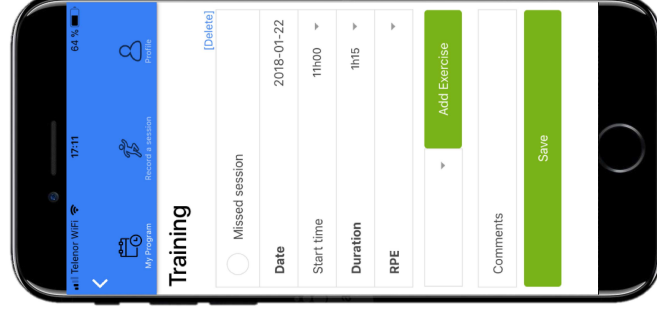 Telenor WiFi 17:11 64 %
My Program Record a session Profile
Training
[Delete]
Missed session
Date 2018-01-22
Start time 11h00
Duration 1h15
RPE
Add Exercise
Comments
Save